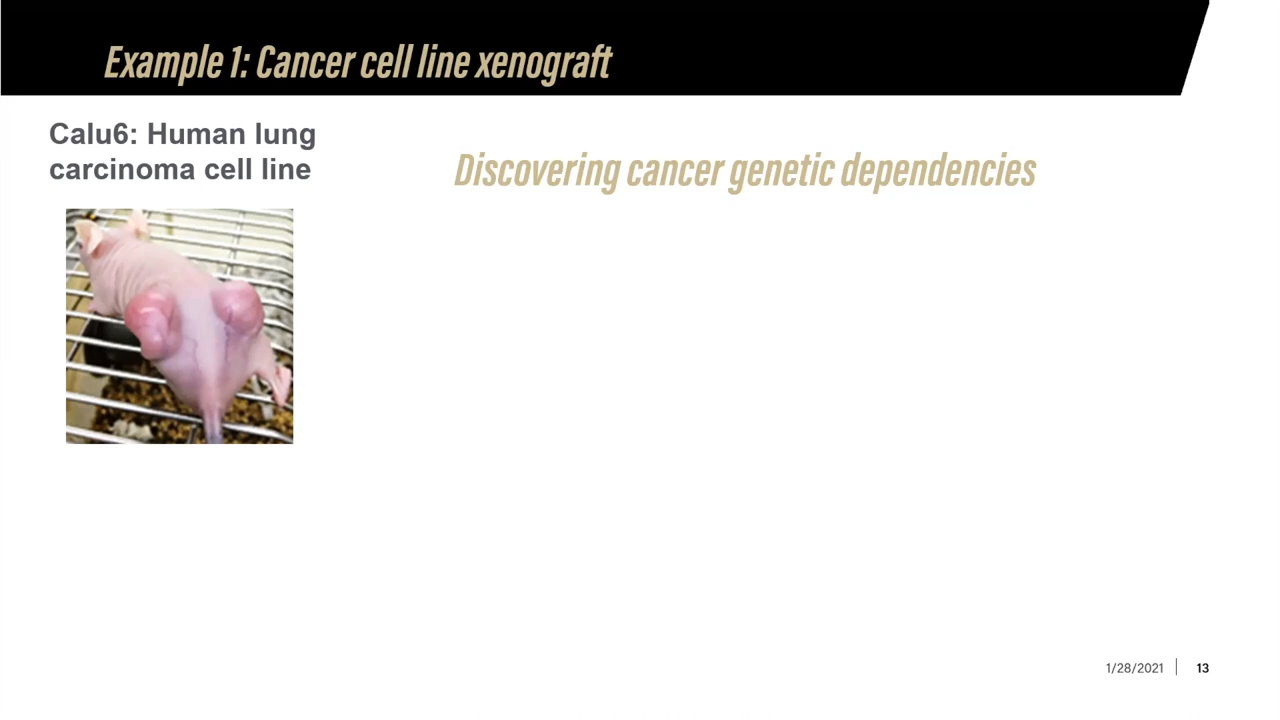 Example 1: Cancer cell line xenograft
Calu6: Human lung
carcinoma cell line
Discovering cancer genetic dependencies
1/28/2021 | 13